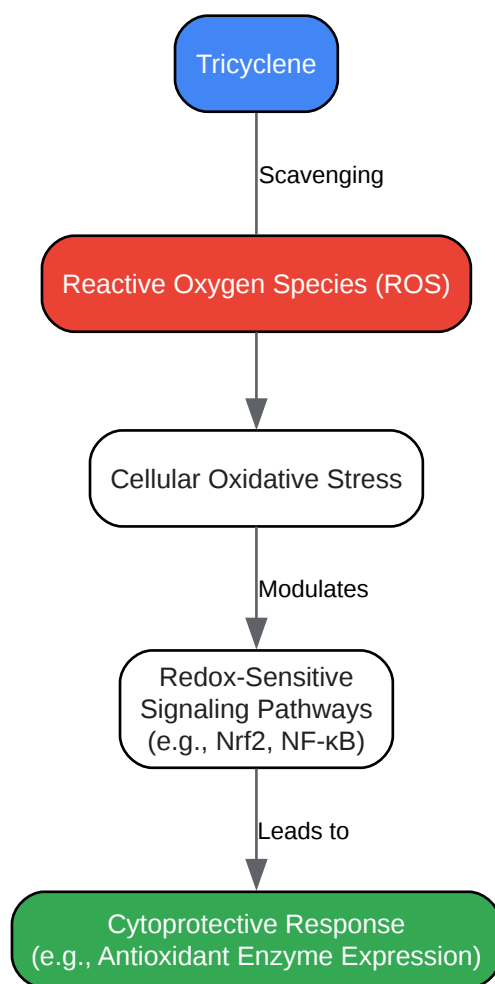 Tricyclene
Scavenging
Reactive Oxygen Species (ROS)
Cellular Oxidative Stress
Modulates
Redox-Sensitive
Signaling Pathways
(e.g., Nrf2, NF-κB)
Leads to
Cytoprotective Response
(e.g., Antioxidant Enzyme Expression)